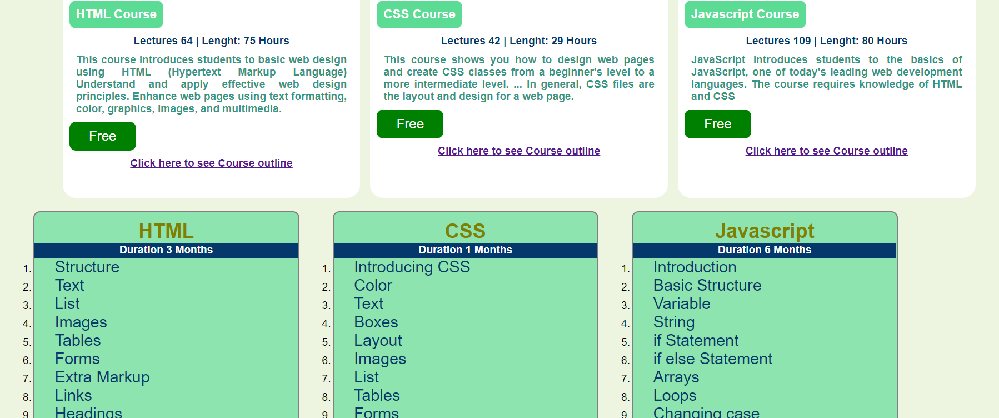 HTML Course
Lectures 64 | Lenght: 75 Hours
This course introduces students to basic web design
using HTML (Hypertext Markup Language)
Understand and apply effective web design
principles. Enhance web pages using text formatting,
color, graphics, images, and multimedia.
Free
Click here to see Course outline
CSS Course
Lectures 42 | Lenght: 29 Hours
This course shows you how to design web pages
and create CSS classes from a beginner's level to a
more intermediate level. ... In general, CSS files are
the layout and design for a web page.
Free
Click here to see Course outline
Javascript Course
Lectures 109 | Lenght: 80 Hours
JavaScript introduces students to the basics of
JavaScript, one of today's leading web development
languages. The course requires knowledge of HTML
and CSS
Free
Click here to see Course outline
HTML
Duration 3 Months
1. Structure
2. Text
3. List
4. Images
5. Tables
6. Forms
7. Extra Markup
8. Links
9. Headings
CSS
Duration 1 Months
1. Introducing CSS
2. Color
3. Text
4. Boxes
5. Layout
6. Images
7. List
8. Tables
9. Forms
Javascript
Duration 6 Months
1. Introduction
2. Basic Structure
3. Variable
4. String
5. if Statement
6. if else Statement
7. Arrays
8. Loops
9. Changing case